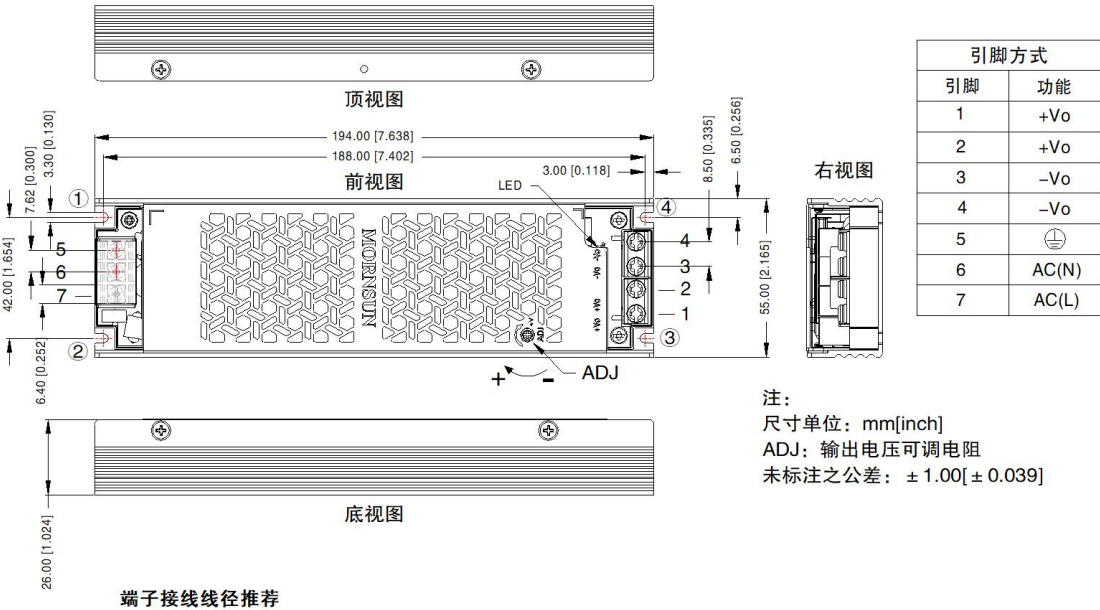 顶视图
194.00 [7.638]
188.00 [7.402]
前视图
3.00 [0.118]
LED
8.50 [0.335]
6.50 [0.256]
7.62 [0.300]
3.30 [0.130]
42.00 [1.654]
6.40 [0.252]
55.00 [2.165]
①
②
④
③
5
6
7
MORNSUN
-Vo
-Vo
+Vo
+Vo
+V
ADJ
4
3
2
1
+ -
ADJ
右视图
底视图
26.00 [1.024]
引脚方式
引脚 功能
1 +Vo
2 +Vo
3 -Vo
4 -Vo
5
6 AC(N)
7 AC(L)
注:
尺寸单位:mm[inch]
ADJ:输出电压可调电阻
未标注之公差:±1.00[±0.039]
端子接线线径推荐